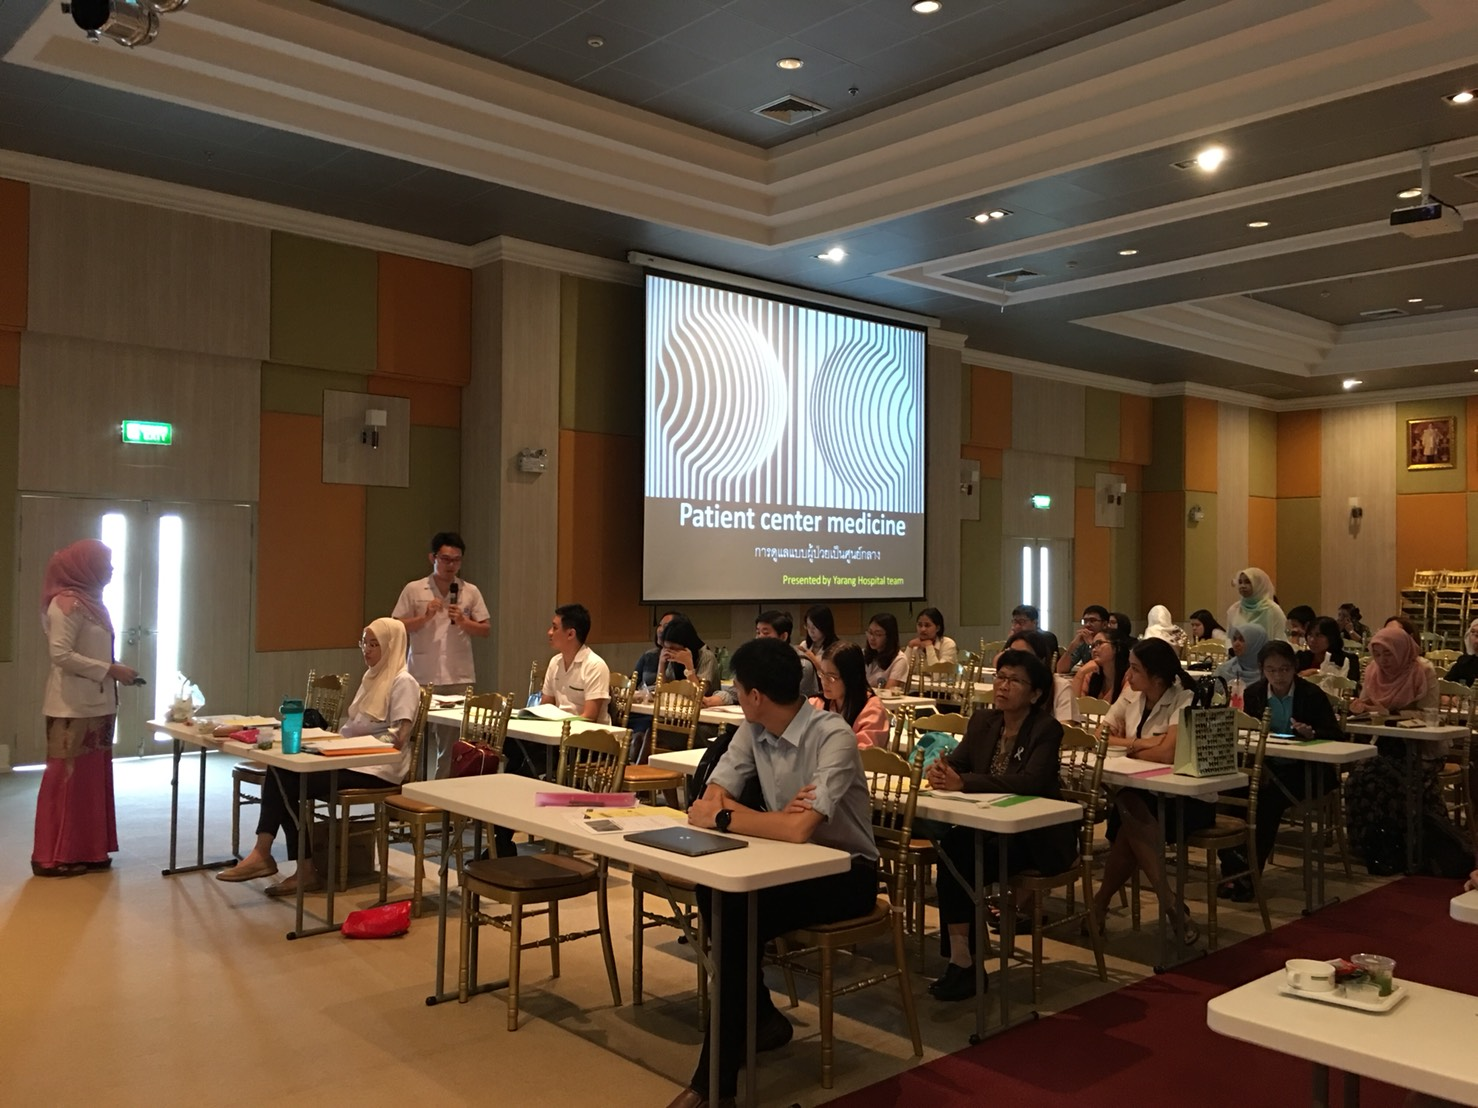 EXIT
Patient center medicine
การดูแลแบบผู้ป่วยเป็นศูนย์กลาง
Presented by Yarang Hospital team